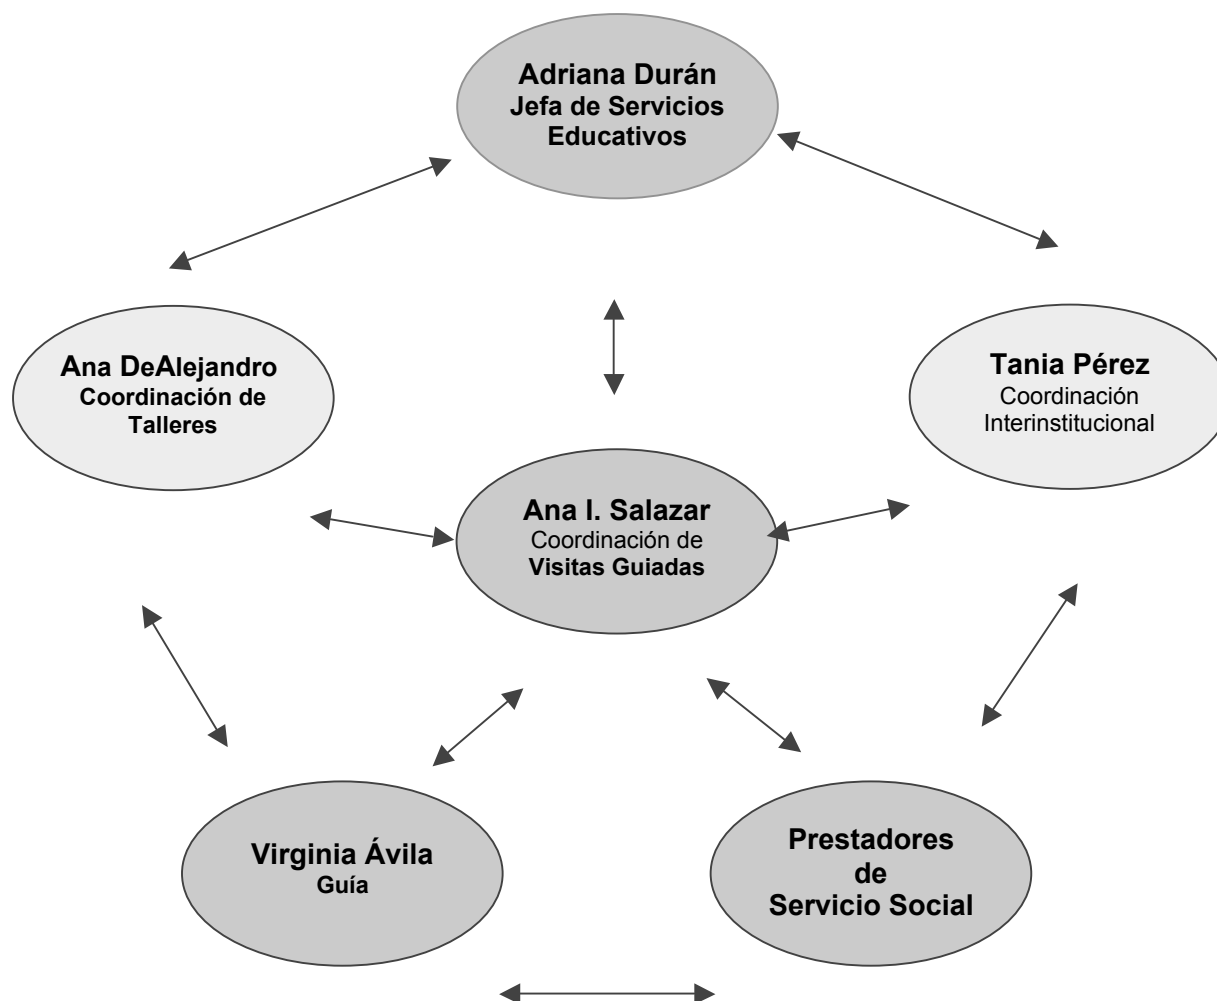 Adriana Durán
Jefa de Servicios
Educativos
Ana DeAlejandro
Coordinación de
Talleres
Tania Pérez
Coordinación
Interinstitucional
Ana I. Salazar
Coordinación de
Visitas Guiadas
Virginia Ávila
Guía
Prestadores
de
Servicio Social